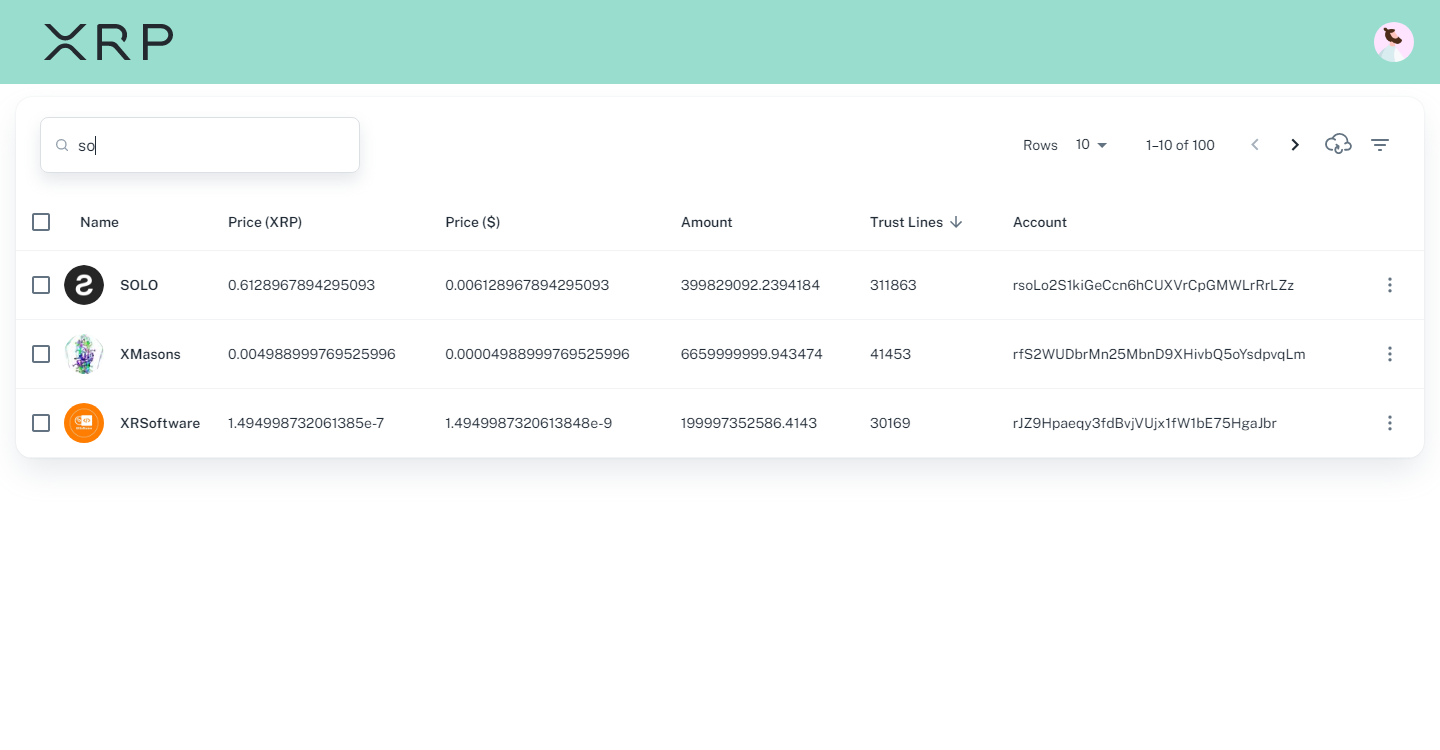 XRP
so
Rows 10 1–10 of 100
Name Price (XRP) Price ($) Amount Trust Lines Account
SOLO 0.6128967894295093 0.006128967894295093 399829092.2394184 311863 rsoLo2S1kiGeCcn6hCUXVrCpGMWLrRrLZz
XMasons 0.004988999769525996 0.00004988999769525996 6659999999.943474 41453 rfS2WUDbrMn25MbnD9XHivbQ5oYsdpvqLm
XRSoftware 1.494998732061385e-7 1.4949987320613848e-9 199997352586.4143 30169 rJZ9Hpaeqy3fdBvjVUjx1fW1bE75HgaJbr